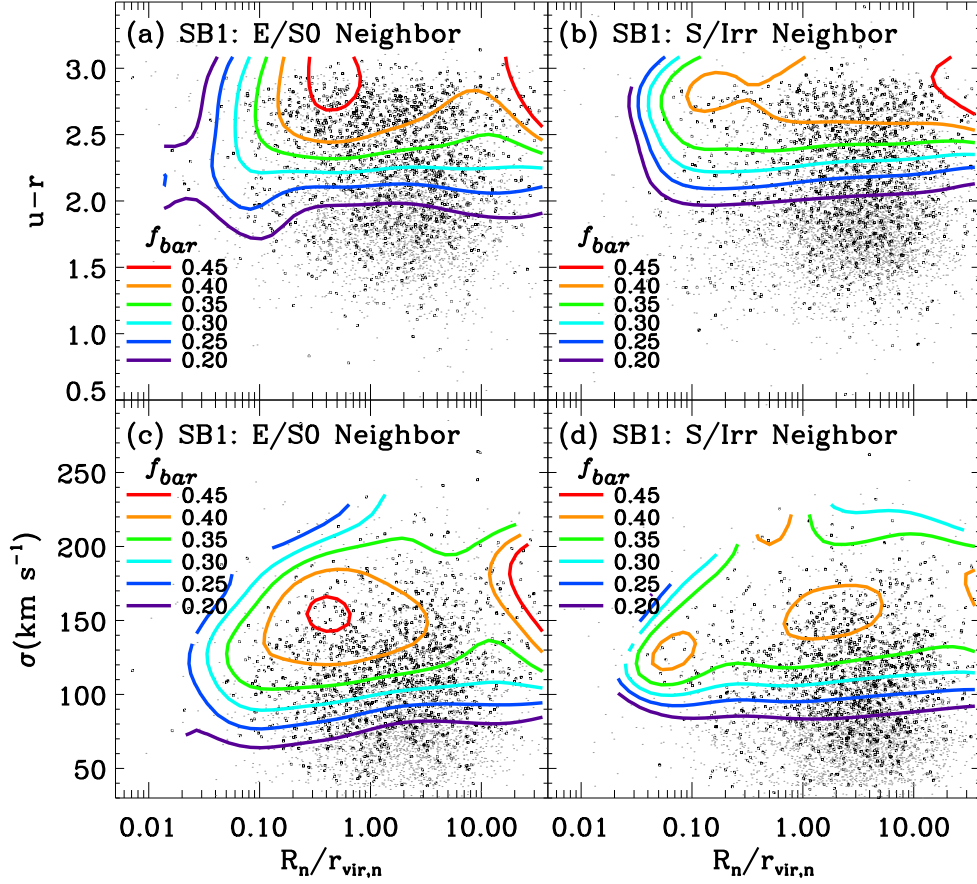 (a) SB1: E/S0 Neighbor
(b) SB1: S/Irr Neighbor
u-r
3.0
2.5
2.0
1.5
1.0
0.5
f_bar
0.45
0.40
0.35
0.30
0.25
0.20
f_bar
0.45
0.40
0.35
0.30
0.25
0.20
(c) SB1: E/S0 Neighbor
(d) SB1: S/Irr Neighbor
σ(km s⁻¹)
250
200
150
100
50
f_bar
0.45
0.40
0.35
0.30
0.25
0.20
f_bar
0.45
0.40
0.35
0.30
0.25
0.20
0.01 0.10 1.00 10.00
0.10 1.00 10.00
R_n/r_vir,n
R_n/r_vir,n